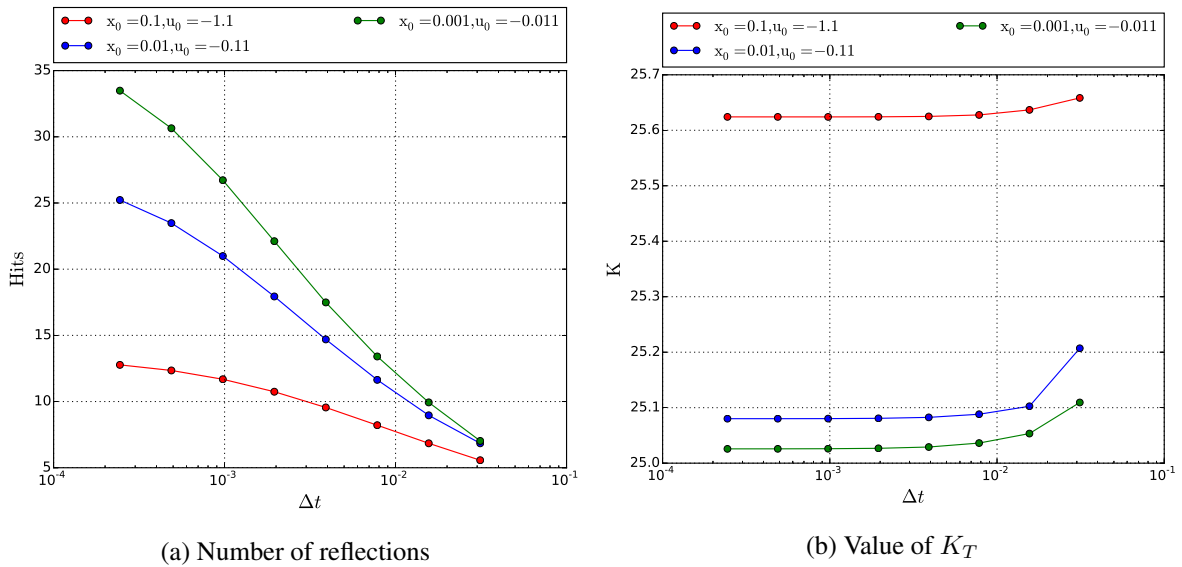 x₀ =0.1,u₀ =−1.1
x₀ =0.01,u₀ =−0.11
x₀ =0.001,u₀ =−0.011
35
30
25
20
15
10
5
Hits
10⁻⁴
10⁻³
10⁻²
10⁻¹
Δt
(a) Number of reflections
x₀ =0.1,u₀ =−1.1
x₀ =0.01,u₀ =−0.11
x₀ =0.001,u₀ =−0.011
25.7
25.6
25.5
25.4
25.3
25.2
25.1
25.0
K
10⁻⁴
10⁻³
10⁻²
10⁻¹
Δt
(b) Value of K_T